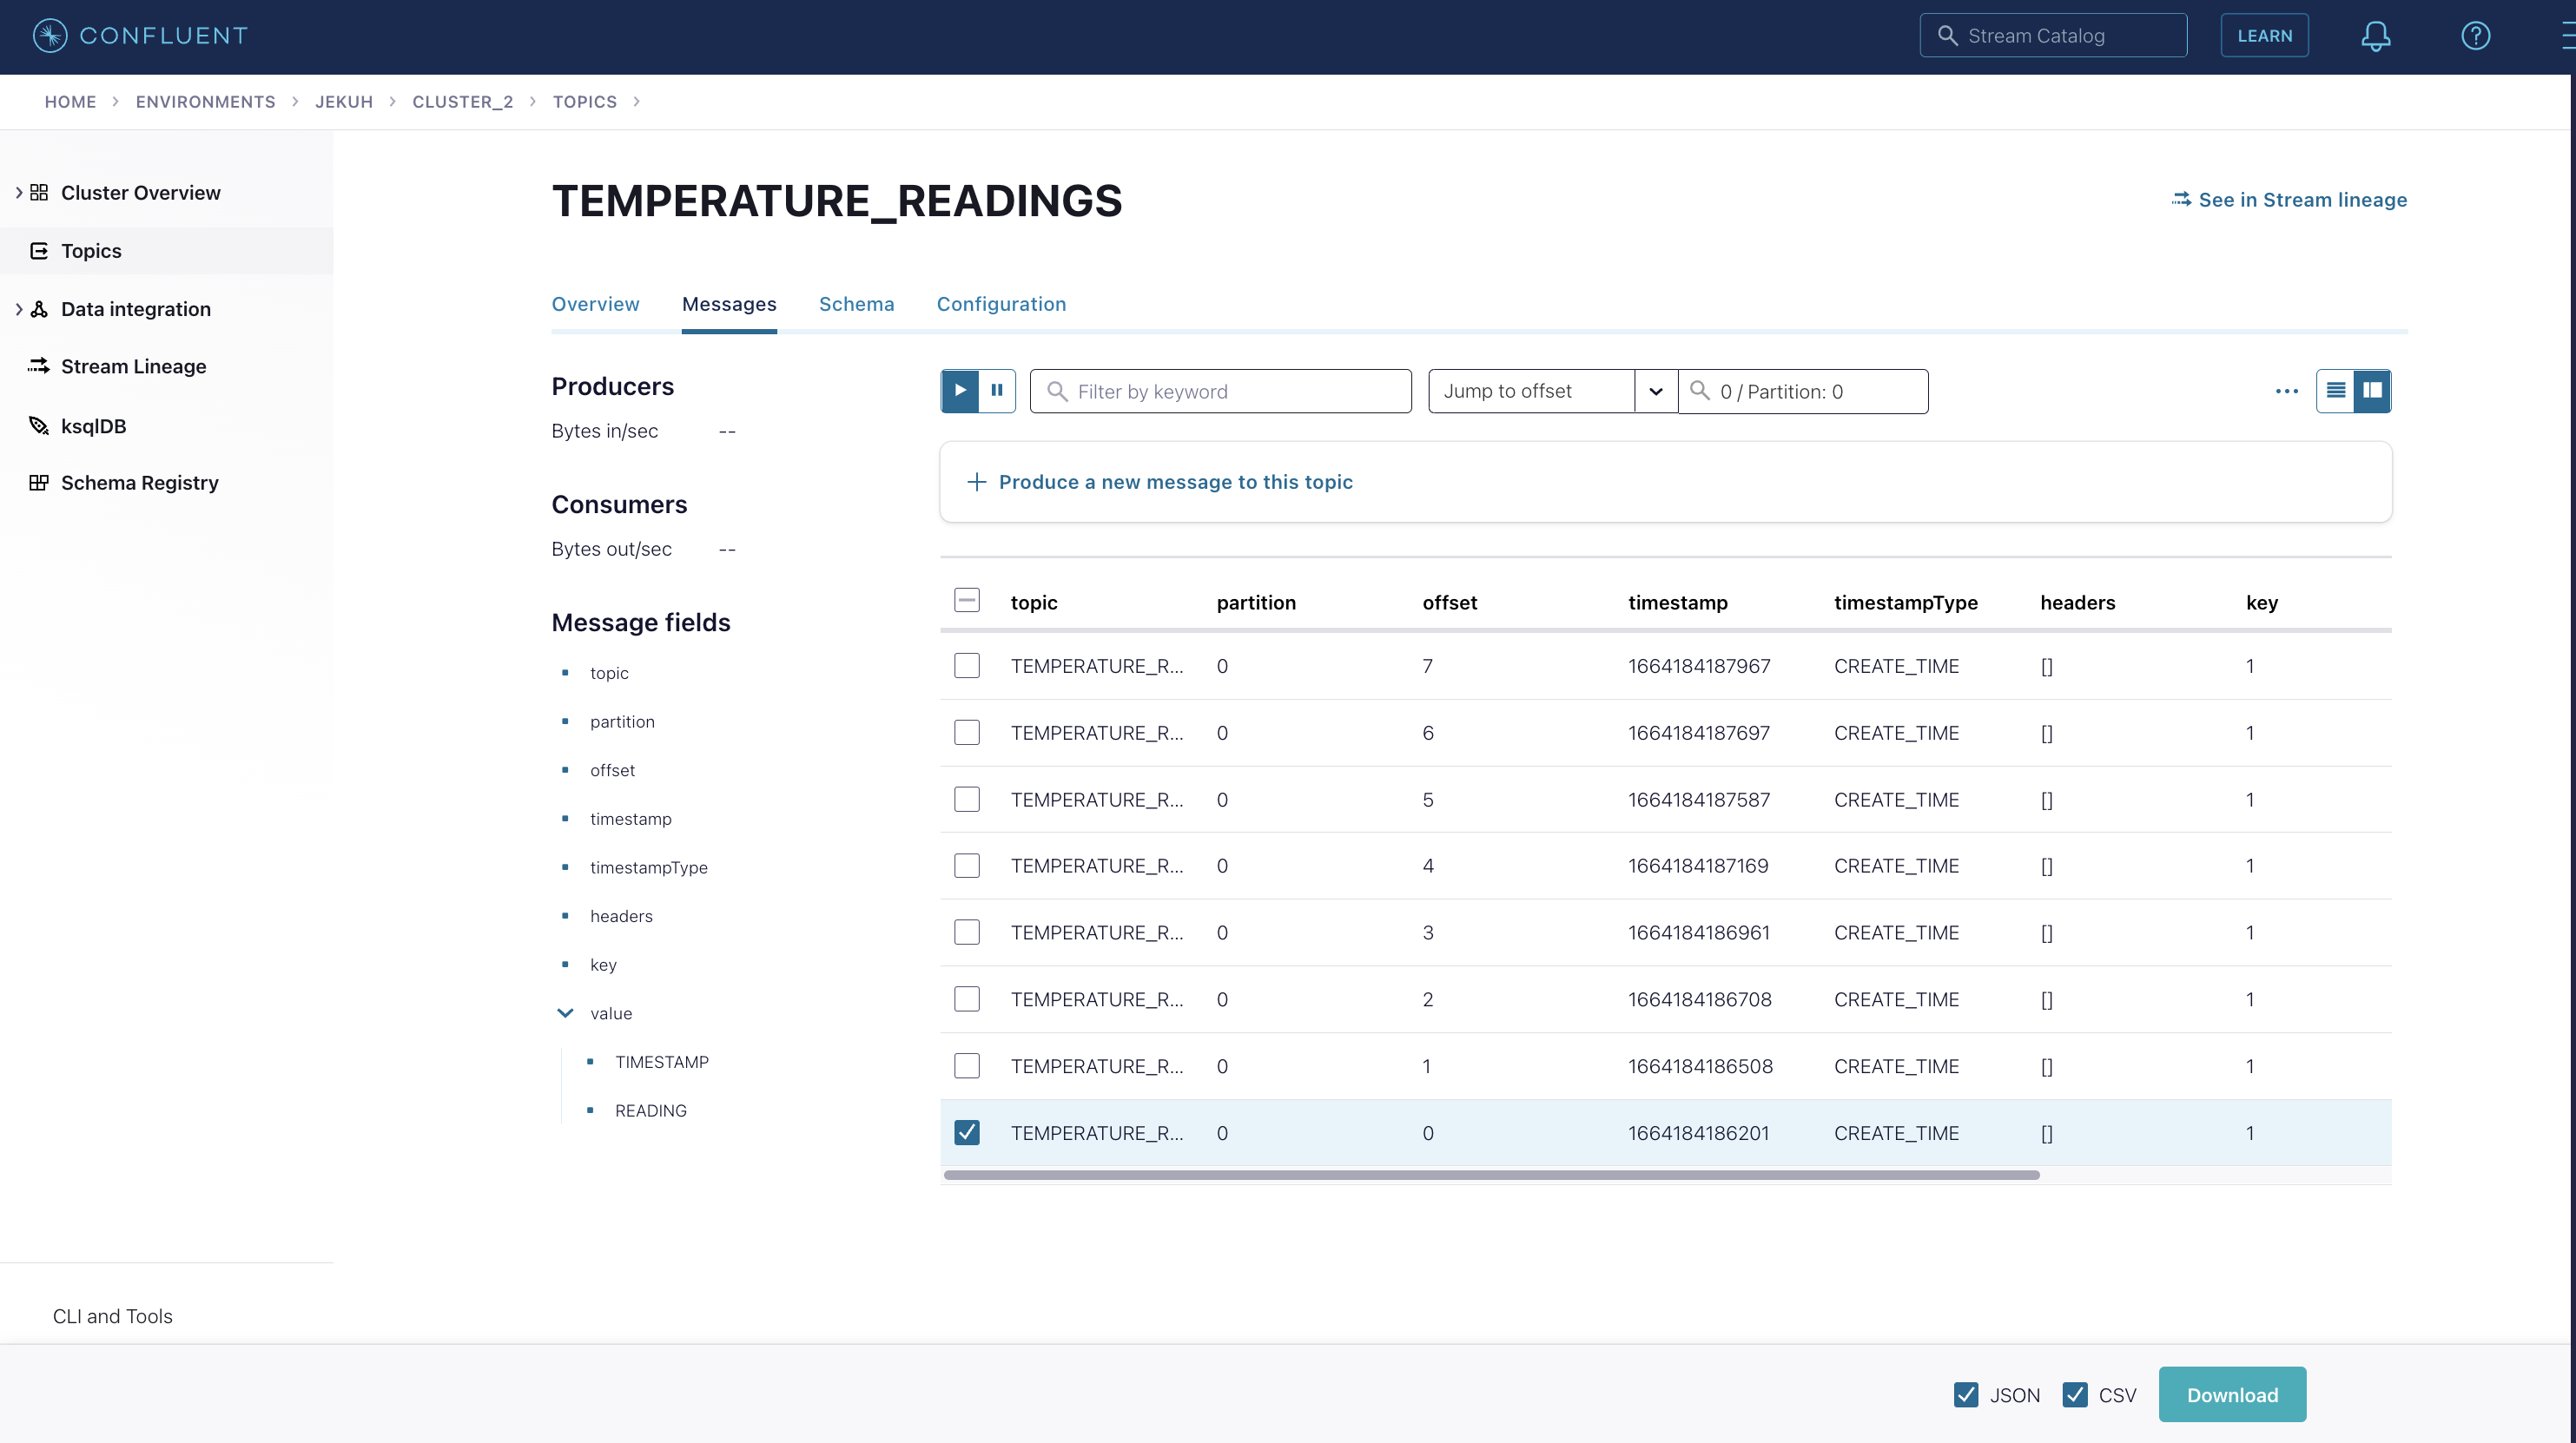 CONFLUENT
Stream Catalog
LEARN
HOME > ENVIRONMENTS > JEKUH > CLUSTER_2 > TOPICS >
Cluster Overview
Topics
Data integration
Stream Lineage
ksqlDB
Schema Registry
CLI and Tools
TEMPERATURE_READINGS
See in Stream lineage
Overview Messages Schema Configuration
Producers
Bytes in/sec --
Consumers
Bytes out/sec --
Message fields
topic
partition
offset
timestamp
timestampType
headers
key
value
TIMESTAMP
READING
Filter by keyword
Jump to offset
0 / Partition: 0
Produce a new message to this topic
topic partition offset timestamp timestampType headers key
TEMPERATURE_R... 0 7 1664184187967 CREATE_TIME [] 1
TEMPERATURE_R... 0 6 1664184187697 CREATE_TIME [] 1
TEMPERATURE_R... 0 5 1664184187587 CREATE_TIME [] 1
TEMPERATURE_R... 0 4 1664184187169 CREATE_TIME [] 1
TEMPERATURE_R... 0 3 1664184186961 CREATE_TIME [] 1
TEMPERATURE_R... 0 2 1664184186708 CREATE_TIME [] 1
TEMPERATURE_R... 0 1 1664184186508 CREATE_TIME [] 1
TEMPERATURE_R... 0 0 1664184186201 CREATE_TIME [] 1
JSON CSV Download